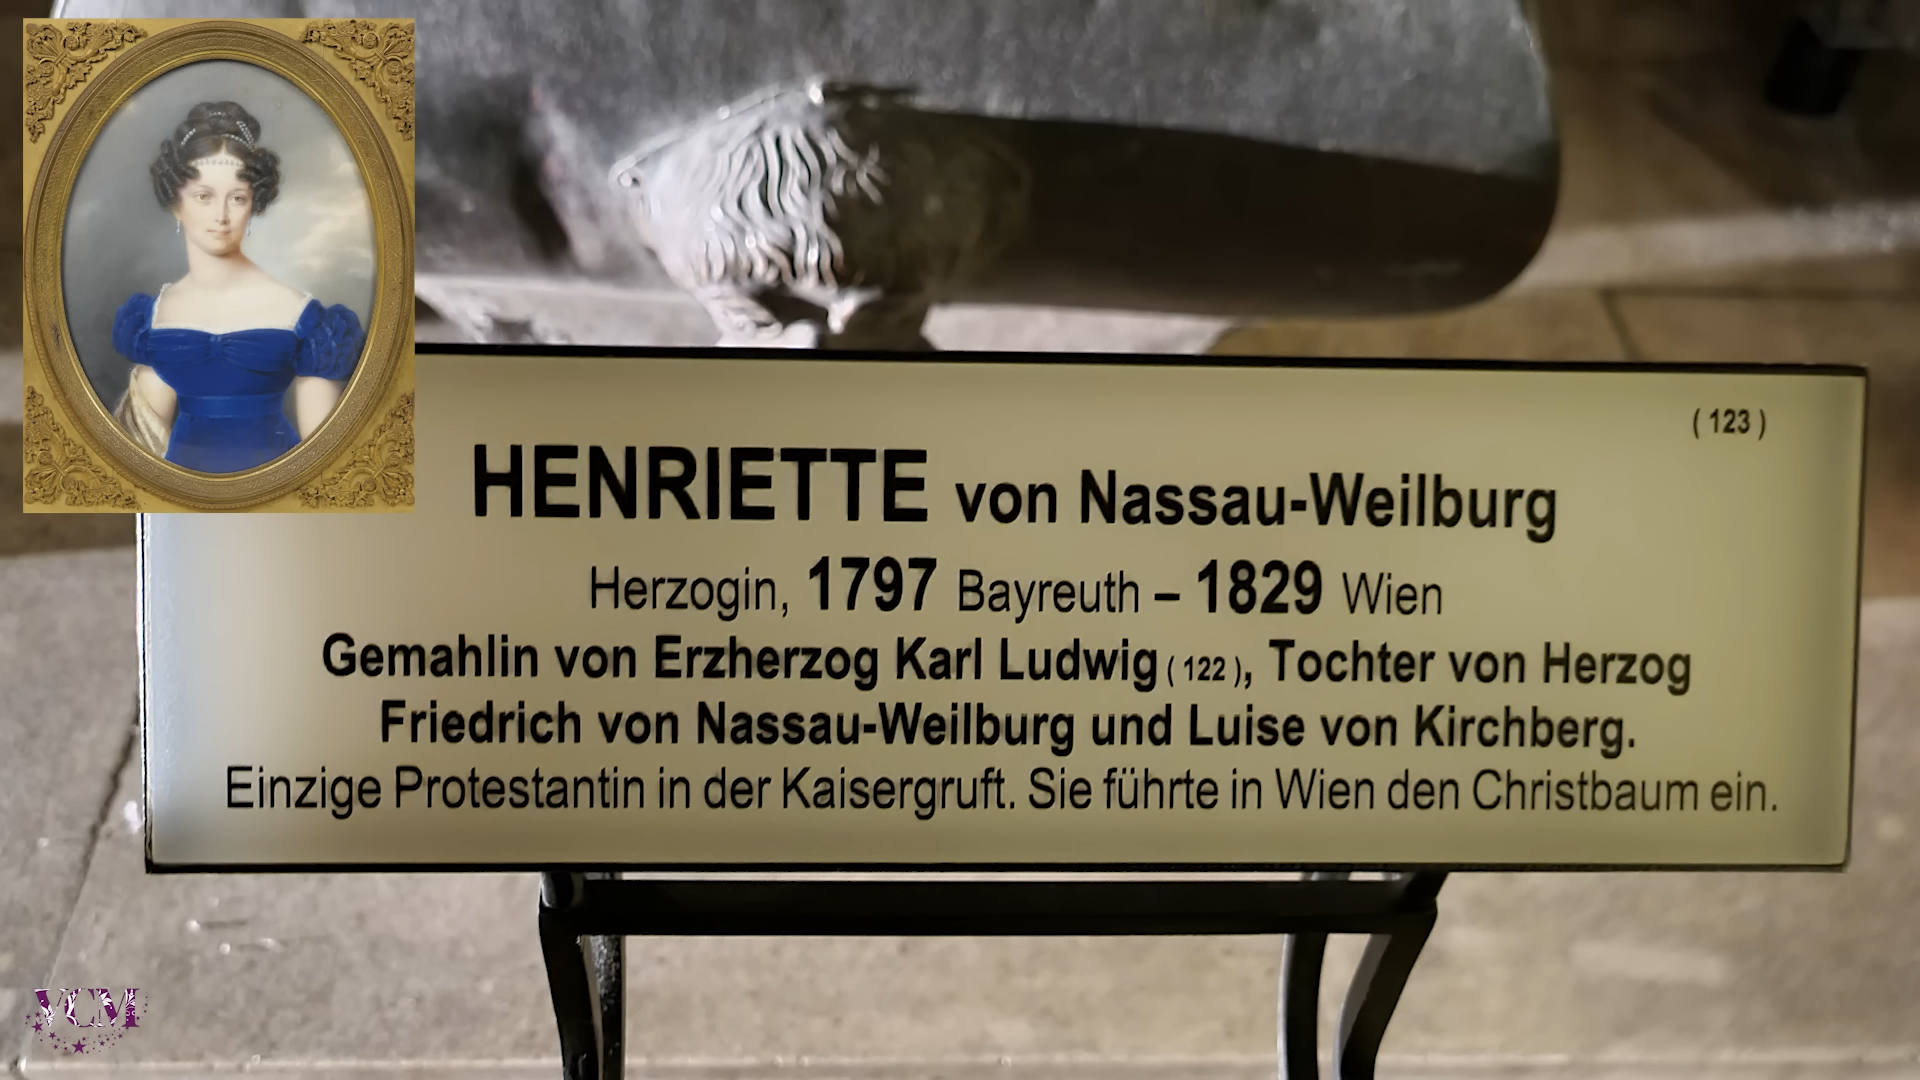 ( 123 )
HENRIETTE von Nassau-Weilburg
Herzogin, 1797 Bayreuth – 1829 Wien
Gemahlin von Erzherzog Karl Ludwig ( 122 ), Tochter von Herzog
Friedrich von Nassau-Weilburg und Luise von Kirchberg.
Einzige Protestantin in der Kaisergruft. Sie führte in Wien den Christbaum ein.
VCM